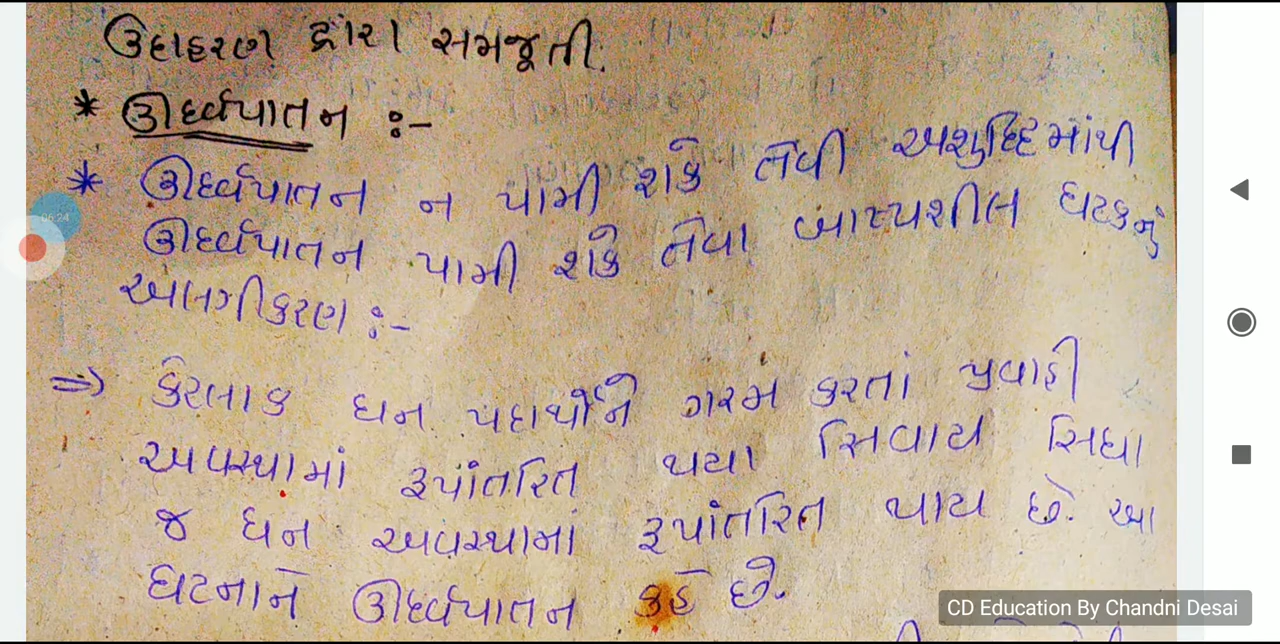 ઉદાહરણ દ્વારા સમજૂતી.
* ઊર્ધ્વપાતન :-
* ઊર્ધ્વપાતન ન પામી શકે તેવી અશુદ્ધિમાંથી
ઊર્ધ્વપાતન પામી શકે તેવા બાષ્પશીલ ઘટકનું
અલગીકરણ :-
⇒ કેટલાક ઘન પદાર્થોને ગરમ કરતાં પ્રવાહી
અવસ્થામાં રૂપાંતરિત થયા સિવાય સિધા
જ ઘન અવસ્થામાં રૂપાંતરિત થાય છે. આ
ઘટનાને ઊર્ધ્વપાતન કહે છે.
06:24
CD Education By Chandni Desai